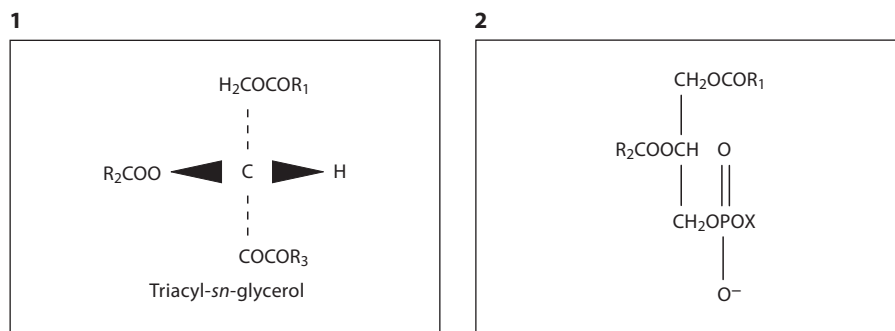 1
H₂COCOR₁
R₂COO C H
COCOR₃
Triacyl-sn-glycerol
2
CH₂OCOR₁
R₂COOCH O
CH₂OPOX
O⁻